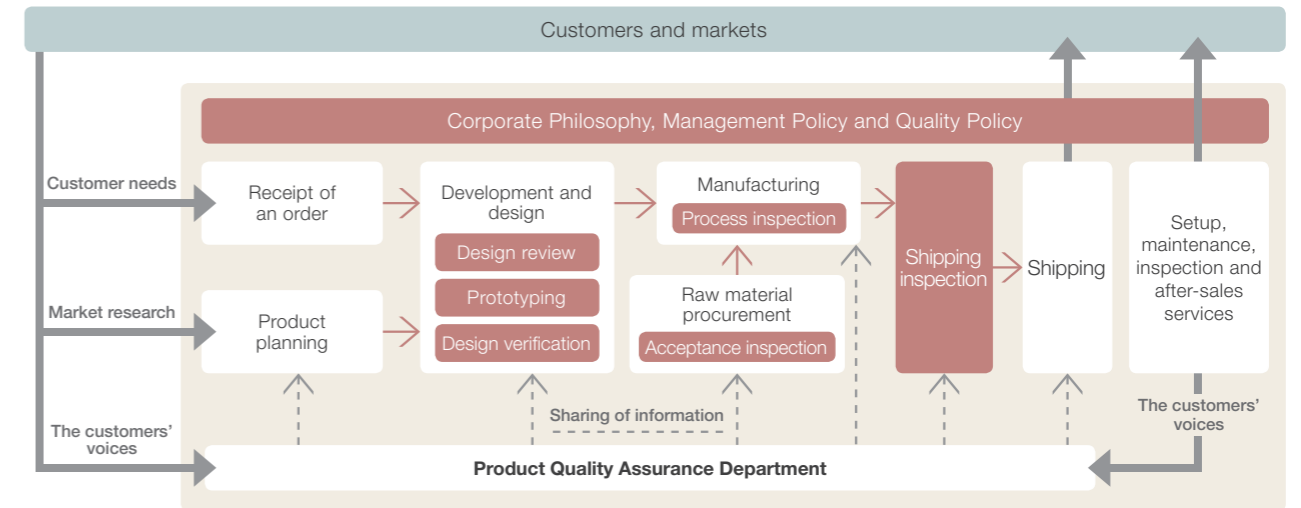 Customers and markets
Corporate Philosophy, Management Policy and Quality Policy
Customer needs
Receipt of
an order
Development and
design
Design review
Prototyping
Design verification
Manufacturing
Process inspection
Raw material
procurement
Acceptance inspection
Shipping
inspection
Shipping
Setup,
maintenance,
inspection and
after-sales
services
Market research
Product
planning
Sharing of information
The customers'
voices
The customers'
voices
Product Quality Assurance Department